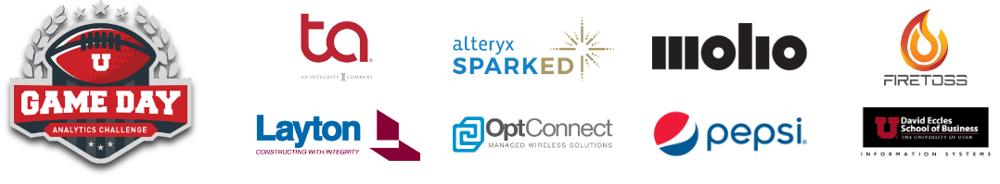 U
GAME DAY
ANALYTICS CHALLENGE
ta
AN INTEGRITY I COMPANY
alteryx
SPARKED
molio
FIRETOSS
Layton
CONSTRUCTING WITH INTEGRITY
OptConnect
MANAGED WIRELESS SOLUTIONS
pepsi
U
David Eccles
School of Business
THE UNIVERSITY OF UTAH
INFORMATION SYSTEMS